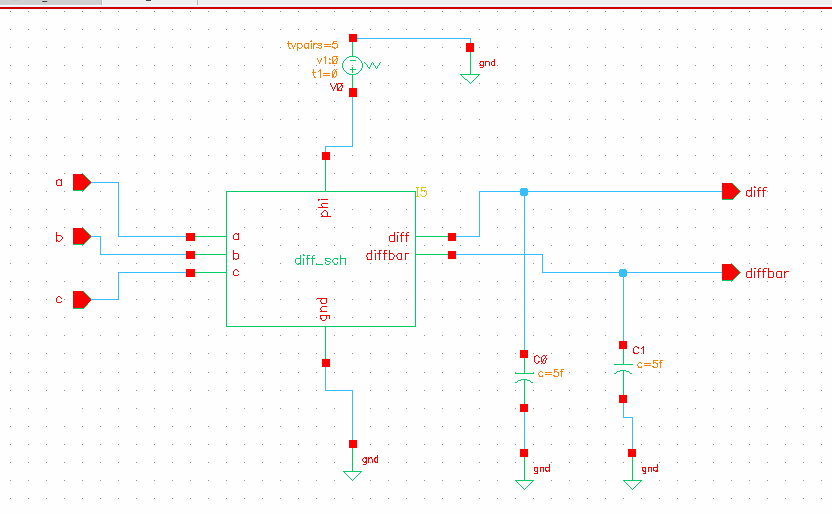 tvpairs=5
v1:0
t1=0
V0
gnd
a
b
c
I5
phi
a
b
c
diff
diffbar
diff_sch
gnd
diff
diffbar
C0
c=5f
C1
c=5f
gnd
gnd
gnd